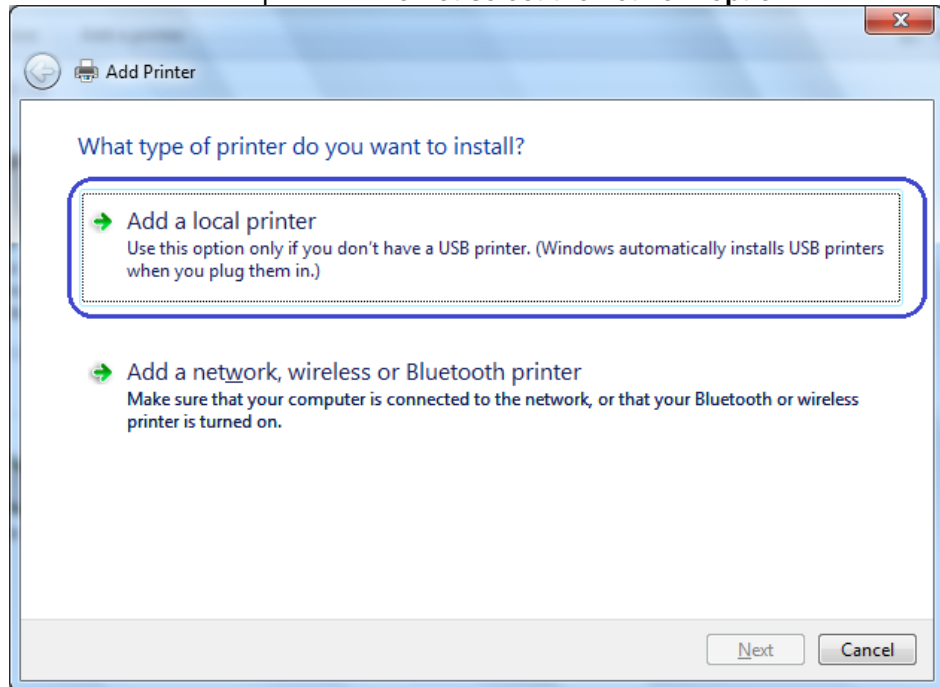 Add Printer
What type of printer do you want to install?
Add a local printer
Use this option only if you don't have a USB printer. (Windows automatically installs USB printers
when you plug them in.)
Add a network, wireless or Bluetooth printer
Make sure that your computer is connected to the network, or that your Bluetooth or wireless
printer is turned on.
Next
Cancel